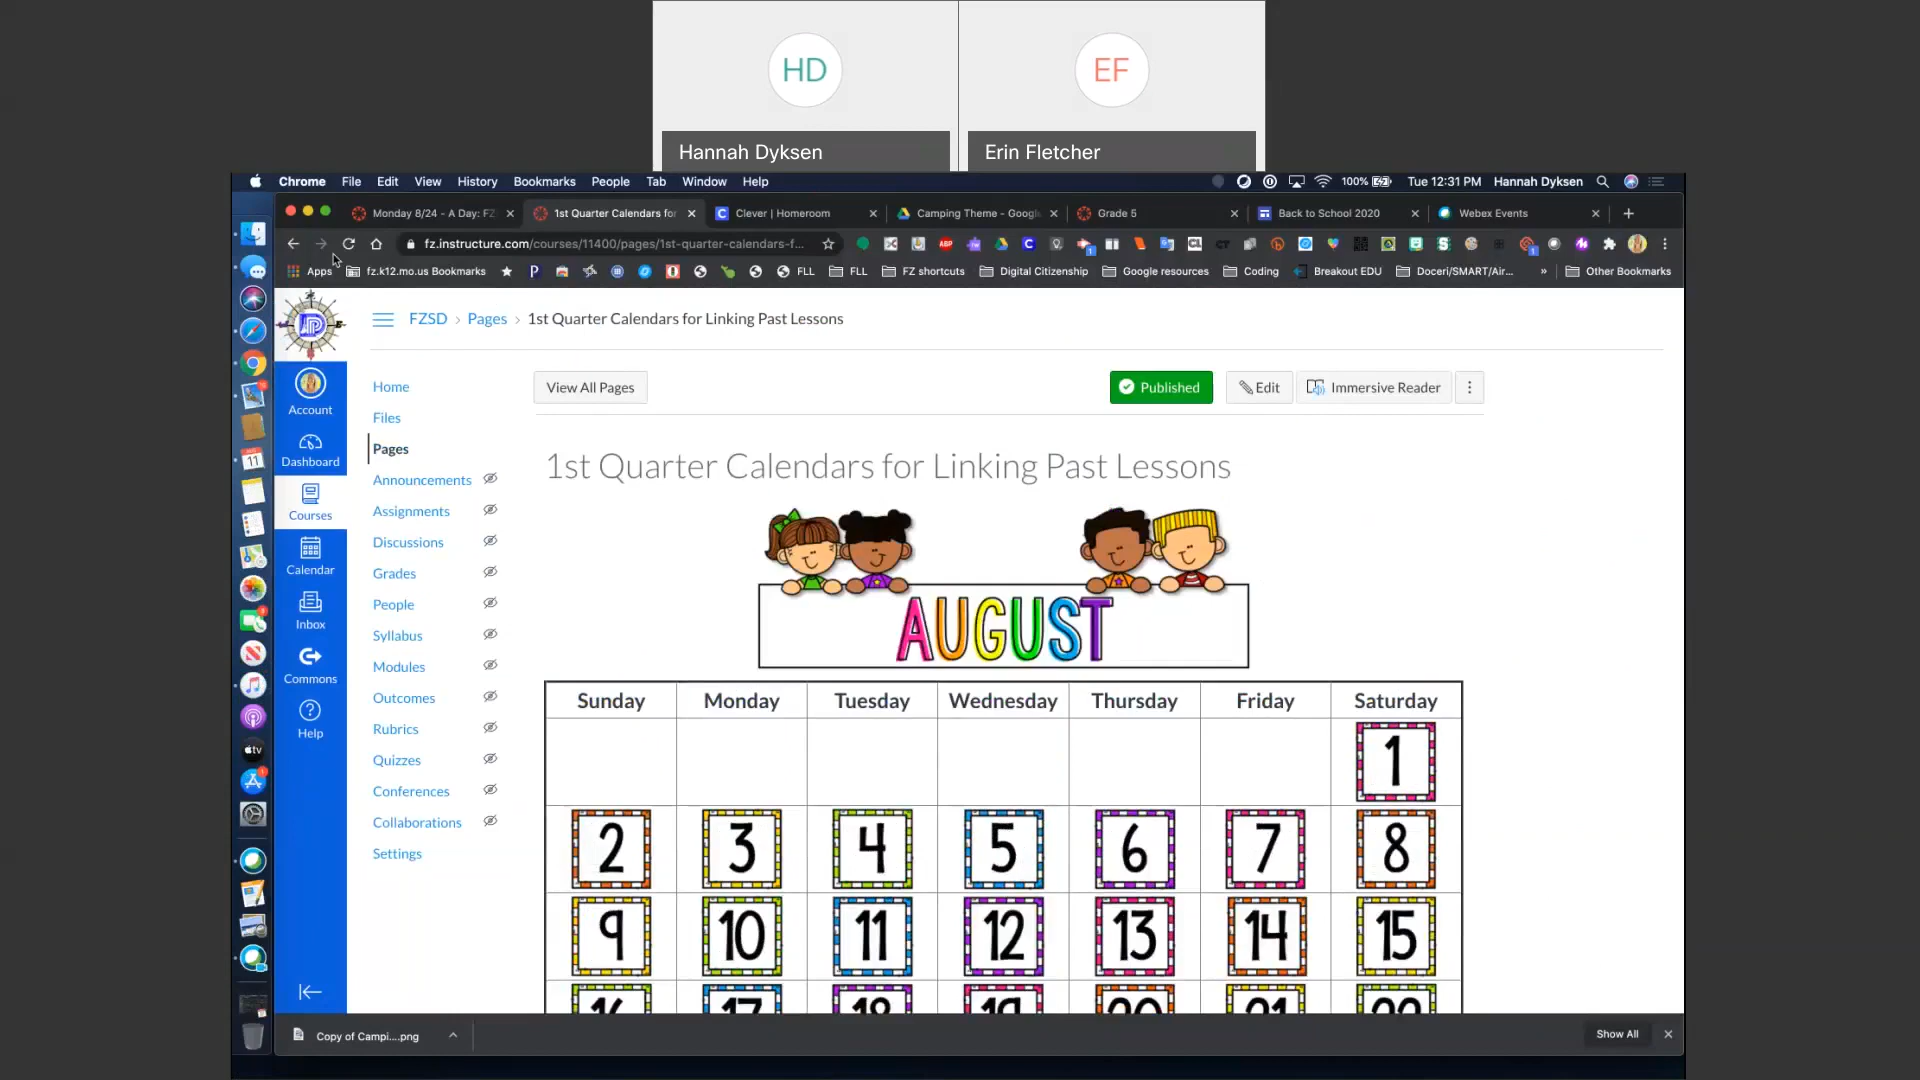 HD
EF
Hannah Dyksen
Erin Fletcher
Chrome File Edit View History Bookmarks People Tab Window Help
100% Tue 12:31 PM Hannah Dyksen
Monday 8/24 - A Day: FZ
1st Quarter Calendars for
Clever | Homeroom
Camping Theme - Googl
Grade 5
Back to School 2020
Webex Events
fz.instructure.com/courses/11400/pages/1st-quarter-calendars-f...
Apps
fz.k12.mo.us Bookmarks
FLL
FLL
FZ shortcuts
Digital Citizenship
Google resources
Coding
Breakout EDU
Doceri/SMART/Air...
»
Other Bookmarks
FZSD › Pages › 1st Quarter Calendars for Linking Past Lessons
Account
Dashboard
Courses
Calendar
Inbox
Commons
Help
Home
Files
Pages
Announcements
Assignments
Discussions
Grades
People
Syllabus
Modules
Outcomes
Rubrics
Quizzes
Conferences
Collaborations
Settings
View All Pages
Published
Edit
Immersive Reader
1st Quarter Calendars for Linking Past Lessons
AUGUST
Sunday Monday Tuesday Wednesday Thursday Friday Saturday
1
2 3 4 5 6 7 8
9 10 11 12 13 14 15
16 17 18 19 20 21 22
Copy of Campi....png
Show All